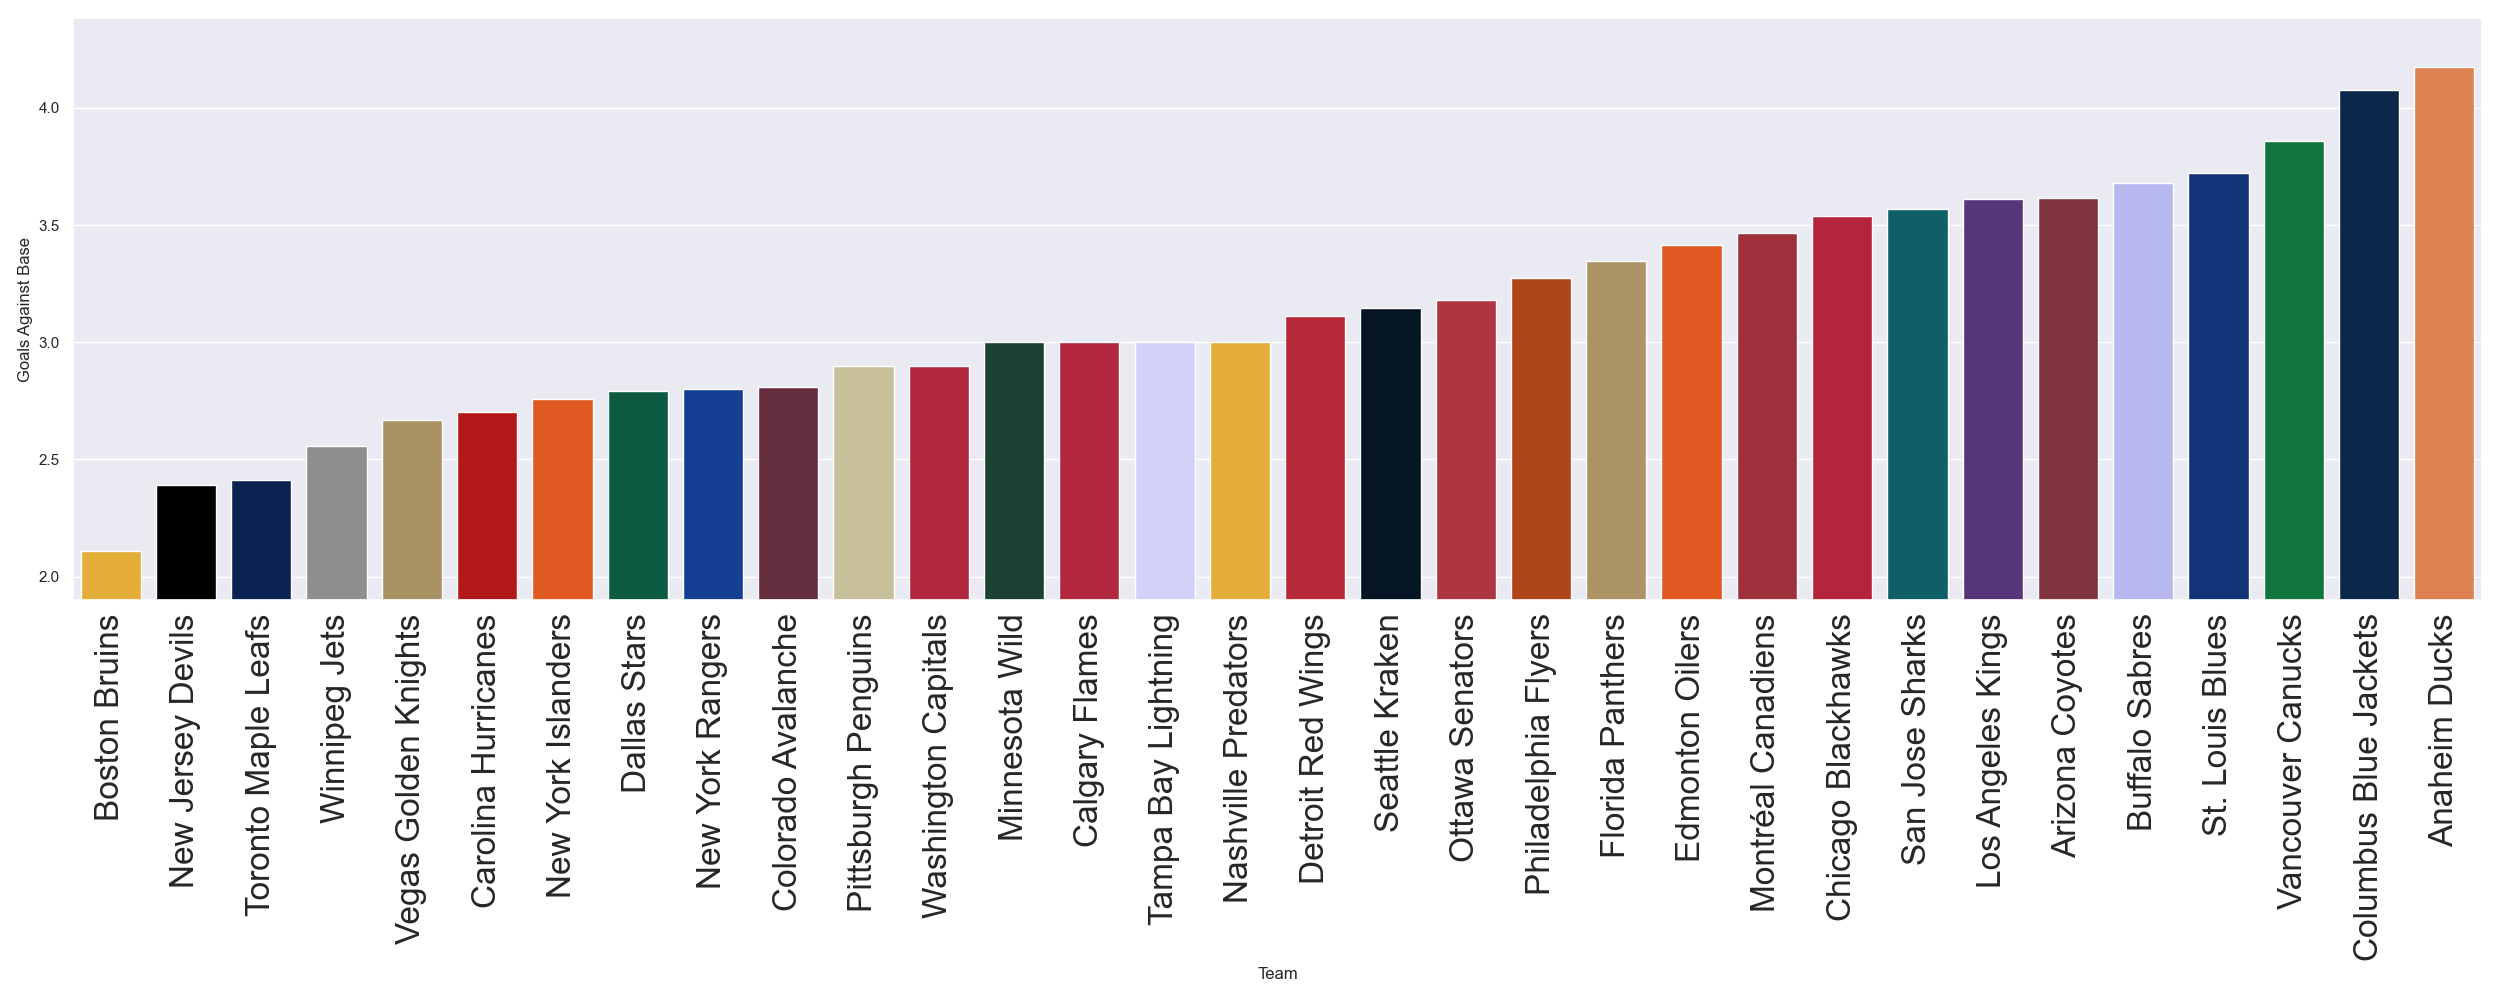 4.0
3.5
3.0
2.5
2.0
Goals Against Base
Boston Bruins
New Jersey Devils
Toronto Maple Leafs
Winnipeg Jets
Vegas Golden Knights
Carolina Hurricanes
New York Islanders
Dallas Stars
New York Rangers
Colorado Avalanche
Pittsburgh Penguins
Washington Capitals
Minnesota Wild
Calgary Flames
Tampa Bay Lightning
Nashville Predators
Detroit Red Wings
Seattle Kraken
Ottawa Senators
Philadelphia Flyers
Florida Panthers
Edmonton Oilers
Montréal Canadiens
Chicago Blackhawks
San Jose Sharks
Los Angeles Kings
Arizona Coyotes
Buffalo Sabres
St. Louis Blues
Vancouver Canucks
Columbus Blue Jackets
Anaheim Ducks
Team